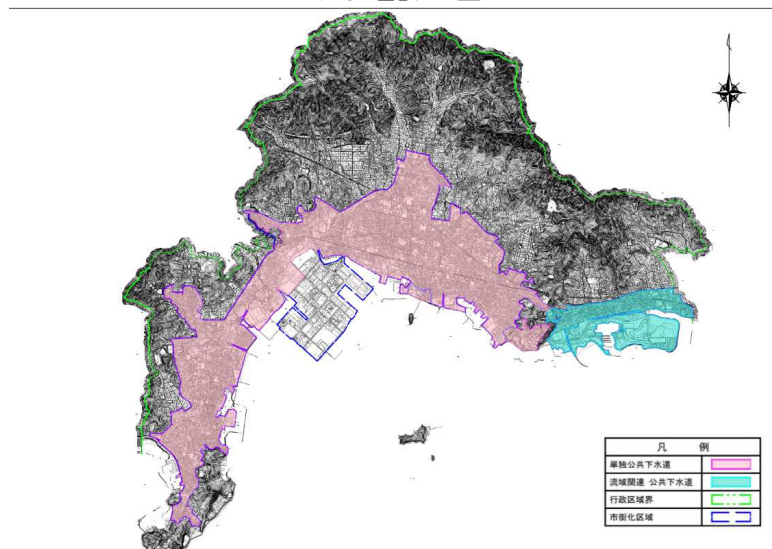 凡 例
単独公共下水道
流域関連 公共下水道
行政区域界
市街化区域